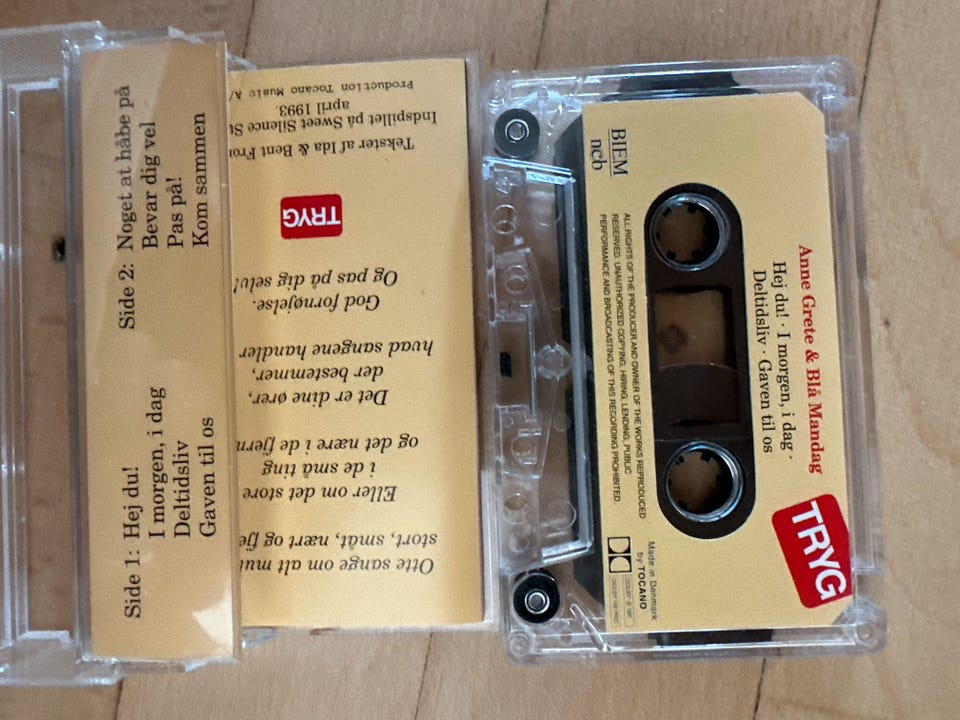 Side 1: Hej du!
I morgen, i dag
Deltidsliv
Gaven til os
Side 2: Noget at håbe på
Bevar dig vel
Pas på!
Kom sammen
Otte sange om alt
stort, småt, nært og
Eller om det store
i de små ting
og det nære i de
Det er dine ører,
der bestemmer,
hvad sangene handler
God fornøjelse.
Og pas på dig selv!
TRYG
Tekster af Ida & Bent
Indspillet på Sweet Silence
april 1993.
Production Tocano Music
Anne Grete & Blå Mandag
Hej du! · I morgen, i dag ·
Deltidsliv · Gaven til os
TRYG
BIEM
ncb
ALL RIGHTS OF THE PRODUCER AND OWNER OF THE WORKS REPRODUCED
RESERVED. UNAUTHORIZED COPYING, HIRING, LENDING, PUBLIC
PERFORMANCE AND BROADCASTING OF THIS RECORDING PROHIBITED.
Made in Danmark
by TOCANO